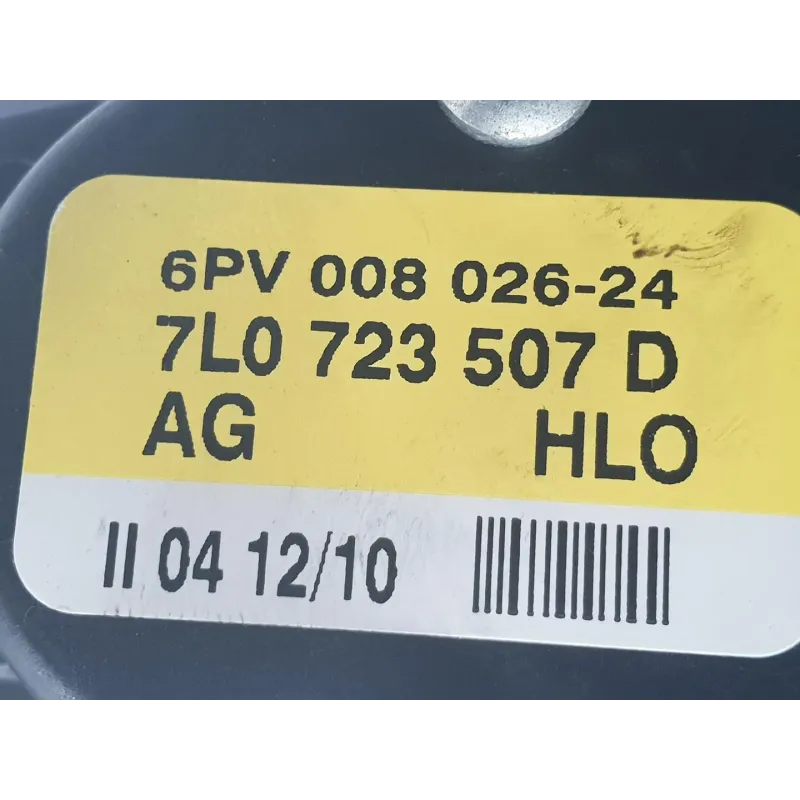 6PV 008 026-24
7L0 723 507 D
AG HLO
II 04 12/10